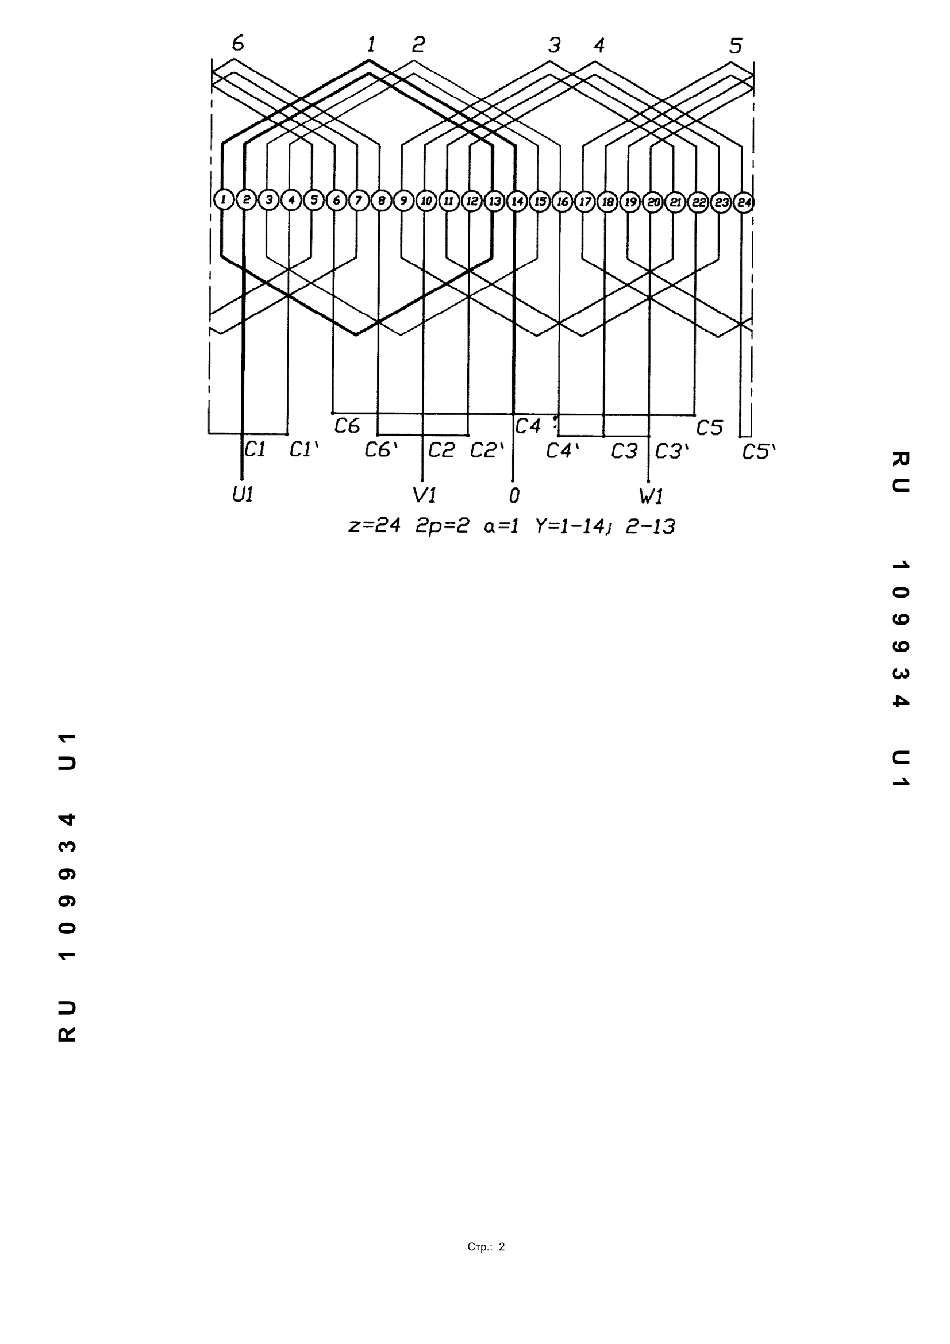 6 1 2 3 4 5
1 2 3 4 5 6 7 8 9 10 11 12 13 14 15 16 17 18 19 20 21 22 23 24
C6 C4 C5
C1 C1' C6' C2 C2' C4' C3 C3' C5'
U1 V1 0 W1
z=24 2p=2 a=1 Y=1-14; 2-13
RU 109934 U1
RU 109934 U1
Стр.: 2